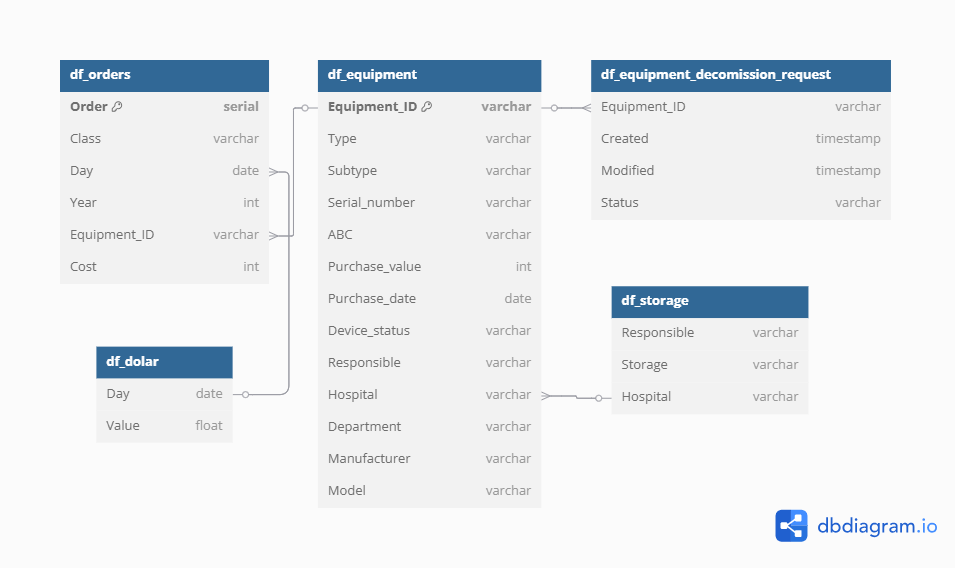 df_orders
Order serial
Class varchar
Day date
Year int
Equipment_ID varchar
Cost int
df_dolar
Day date
Value float
df_equipment
Equipment_ID varchar
Type varchar
Subtype varchar
Serial_number varchar
ABC varchar
Purchase_value int
Purchase_date date
Device_status varchar
Responsible varchar
Hospital varchar
Department varchar
Manufacturer varchar
Model varchar
df_equipment_decomission_request
Equipment_ID varchar
Created timestamp
Modified timestamp
Status varchar
df_storage
Responsible varchar
Storage varchar
Hospital varchar
dbdiagram.io